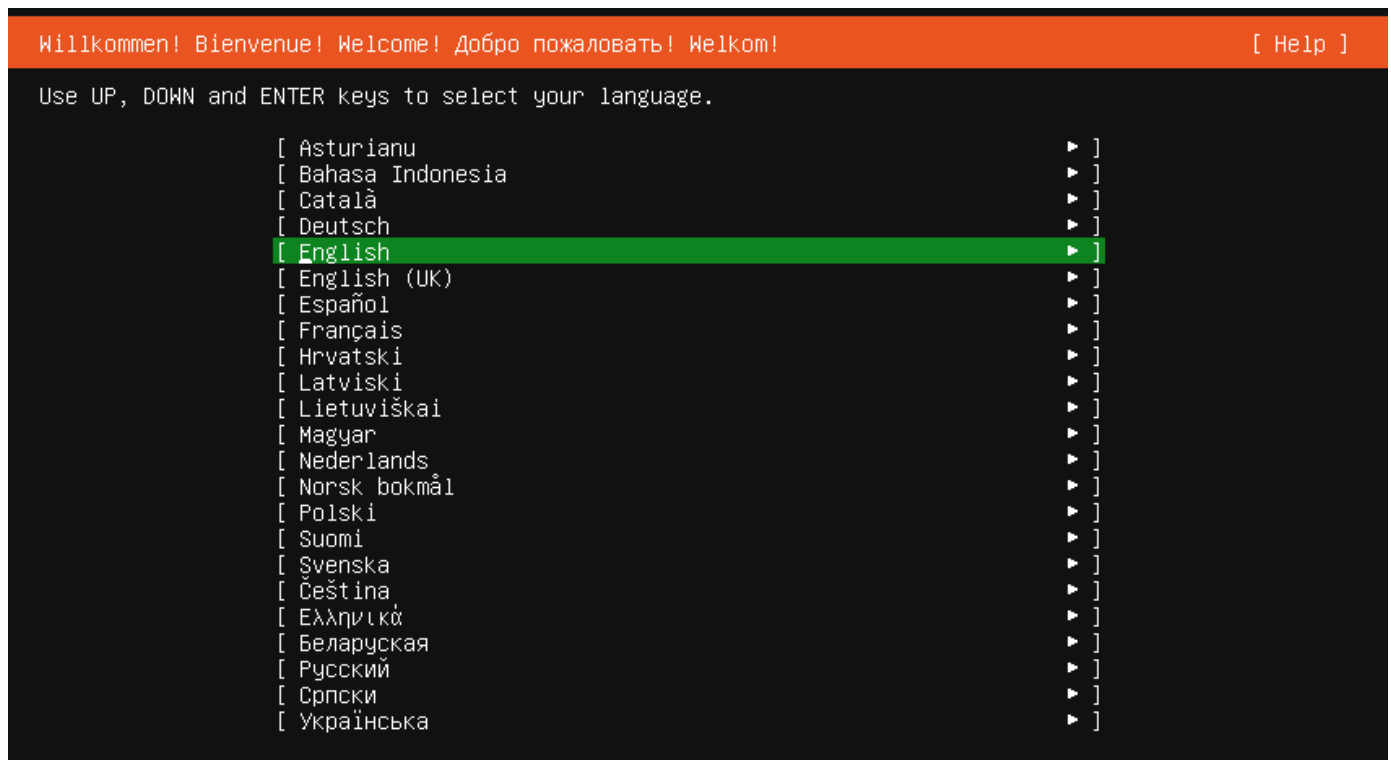 Willkommen! Bienvenue! Welcome! Добро пожаловать! Welkom! [ Help ]
Use UP, DOWN and ENTER keys to select your language.
[ Asturianu ► ]
[ Bahasa Indonesia ► ]
[ Català ► ]
[ Deutsch ► ]
[ English ► ]
[ English (UK) ► ]
[ Español ► ]
[ Français ► ]
[ Hrvatski ► ]
[ Latviski ► ]
[ Lietuviškai ► ]
[ Magyar ► ]
[ Nederlands ► ]
[ Norsk bokmål ► ]
[ Polski ► ]
[ Suomi ► ]
[ Svenska ► ]
[ Čeština ► ]
[ Ελληνικά ► ]
[ Беларуская ► ]
[ Русский ► ]
[ Српски ► ]
[ Українська ► ]